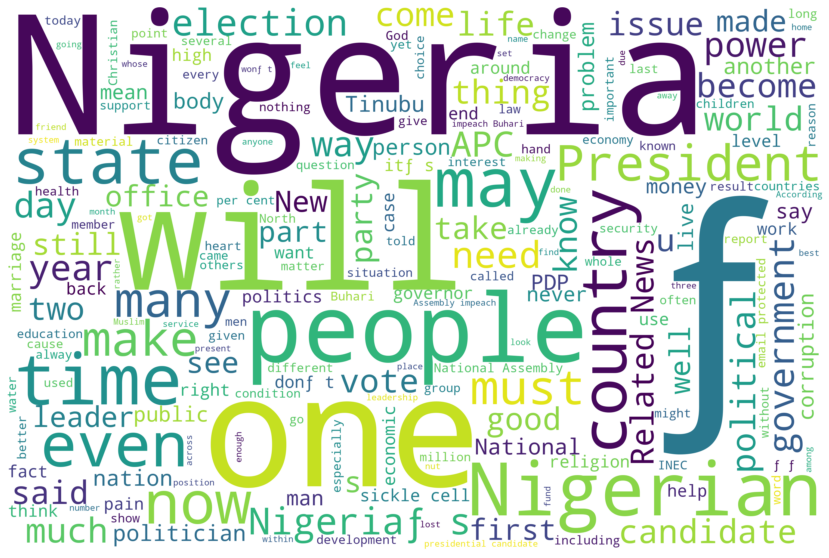 Nigeria
today
going
point
whose
several
Christian
mean
support
election
high
every
body
wonƒ t
God
feel
yet
nothing
come
name
set
choice
life
change
around
thing
.democracy
impeach Buhari
due
issue
problem
important
last
made
power
become
another
world
children
long
home
away
reason
friend
system
material
citizen
anyone
Tinubu
give
end
law
state
way
person
APC
question
itƒ s
interest
hand
making
economy
known
level
President
According
health
month
day
office
per cent
New
North
party
case
take
already
done
security
money
result
countries
may
will
country
ƒ
member
got
heart
came
others
part
want
told
matter
need
know
whole
find
u
live
say
work
report
best
marriage
still
year
back
rather
situation
called
PDP
never
often
three
two
many
politics
Buhari
governor
Assembly impeach
Related News
use
well
political
without
email protected
government
corruption
education
Muslim
service
men
given
people
look
cause
alway
make
see
present
different
place
National Assembly
time
used
right
condition
donƒ t
vote
group
leadership
must
might
among
water
leader
public
one
go
economic
good
better
across
even
enough
especially
million
nut
National
religion
INEC
ƒ ƒ
fact
nation
said
pain
now
position
man
s
sickle cell
Nigerian
help
word
think
show
number
much
politician
Nigeriaƒ s
lost
first
including
fund
candidate
within
development
presidential candidate